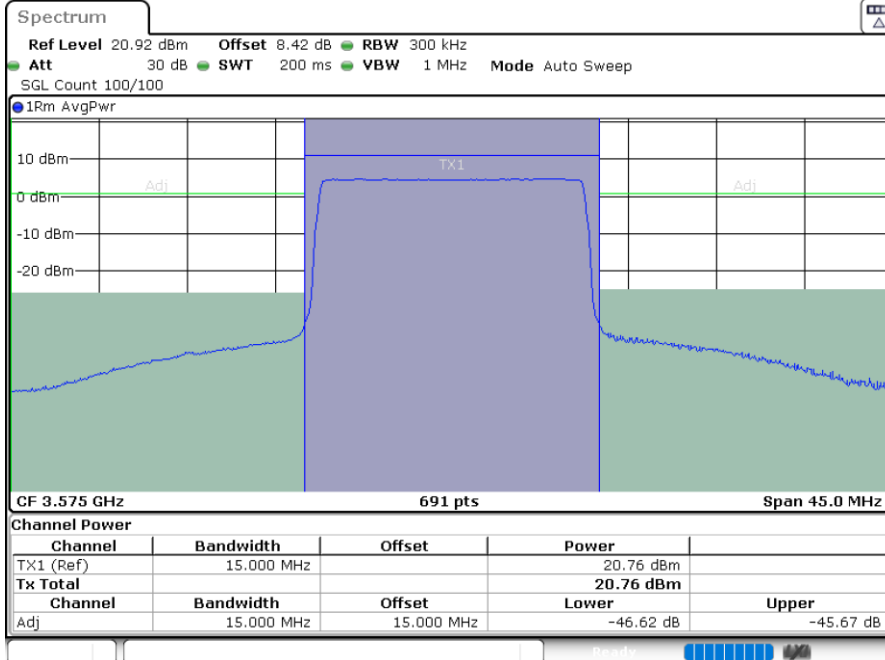 Spectrum
Ref Level 20.92 dBm Offset 8.42 dB RBW 300 kHz
Att 30 dB SWT 200 ms VBW 1 MHz Mode Auto Sweep
SGL Count 100/100
1Rm AvgPwr
10 dBm
TX1
Adj Adj
0 dBm
-10 dBm
-20 dBm
CF 3.575 GHz 691 pts Span 45.0 MHz
Channel Power
Channel Bandwidth Offset Power
TX1 (Ref) 15.000 MHz 20.76 dBm
Tx Total 20.76 dBm
Channel Bandwidth Offset Lower Upper
Adj 15.000 MHz 15.000 MHz -46.62 dB -45.67 dB
Ready